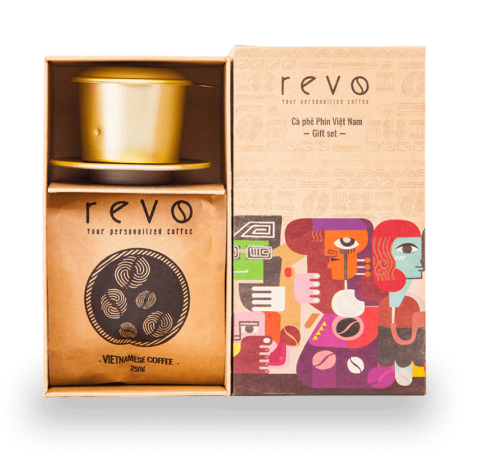 revo
Your personalized coffee
- VIETNAMESE COFFEE -
250g
revo
Your personalized coffee
Cà phê Phin Việt Nam
– Gift set –